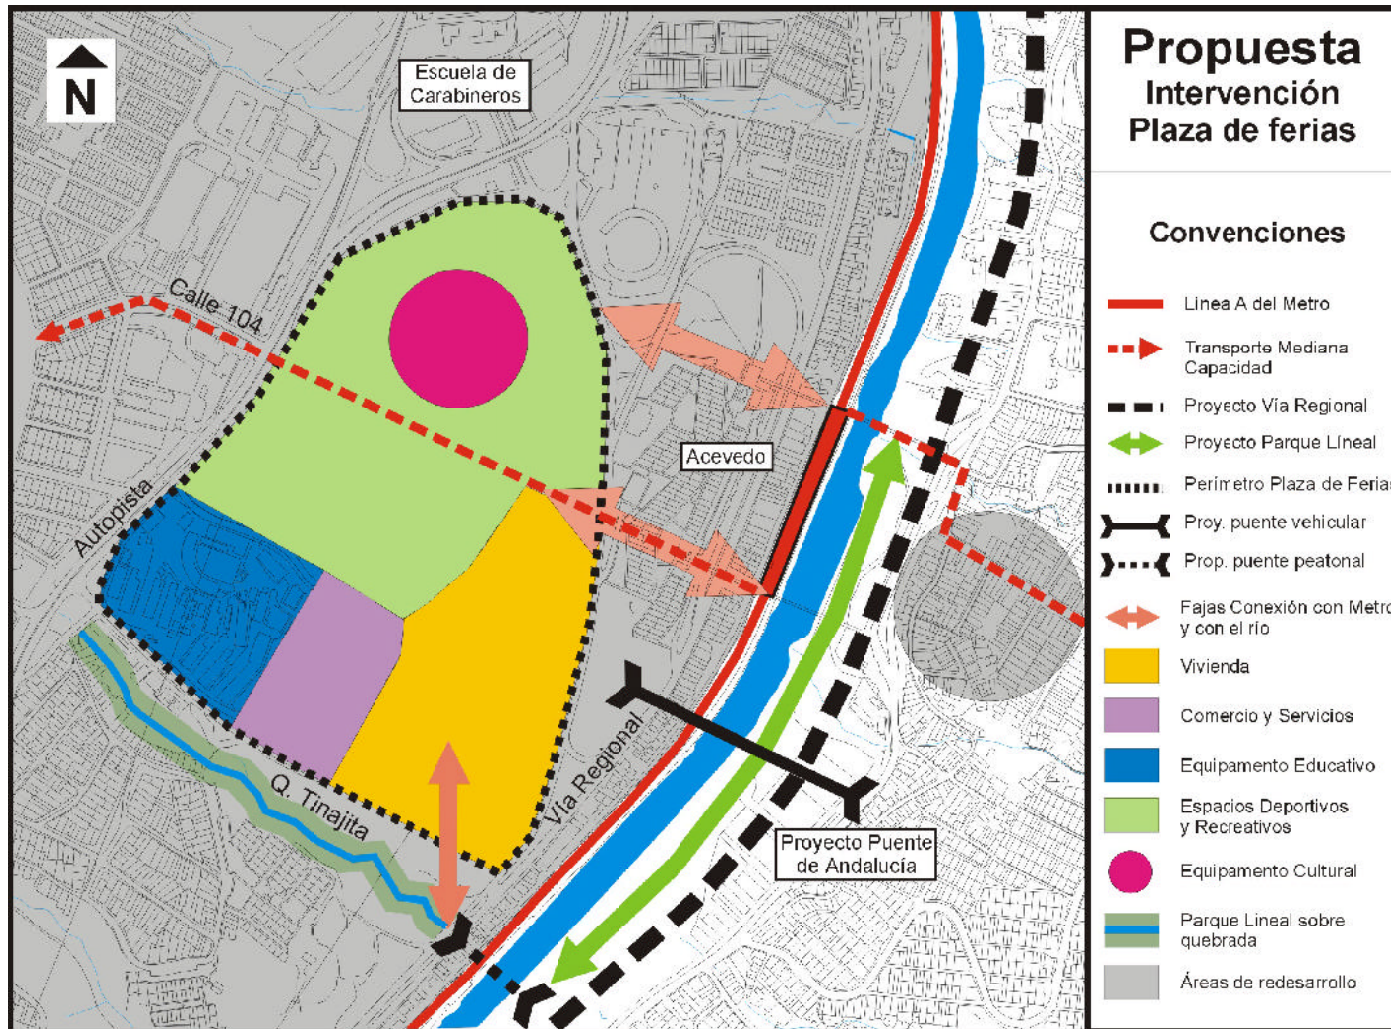 N
Escuela de
Carabineros
Calle 104
Autopista
Acevedo
Vía Regional
Q. Tinajita
Proyecto Puente
de Andalucía
Propuesta
Intervención
Plaza de ferias
Convenciones
Linea A del Metro
Transporte Mediana
Capacidad
Proyecto Vía Regional
Proyecto Parque Líneal
Perímetro Plaza de Ferias
Proy. puente vehicular
Prop. puente peatonal
Fajas Conexión con Metro
y con el río
Vivienda
Comercio y Servicios
Equipamento Educativo
Espacios Deportivos
y Recreativos
Equipamento Cultural
Parque Lineal sobre
quebrada
Áreas de redesarrollo